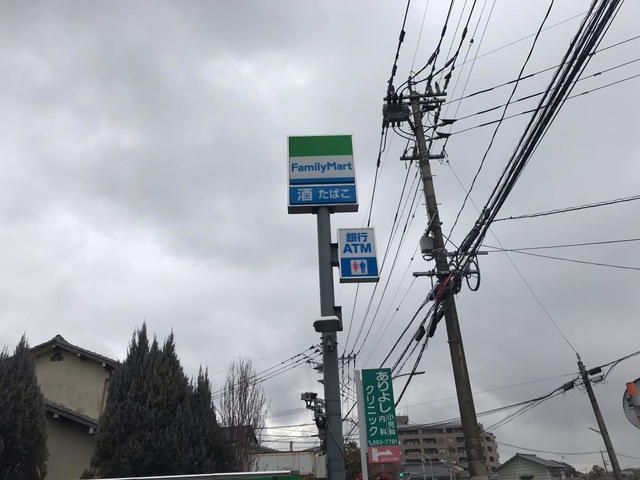 FamilyMart
酒 たばこ
銀行
ATM
ありよし
クリニック
内科
小児科
693-7781